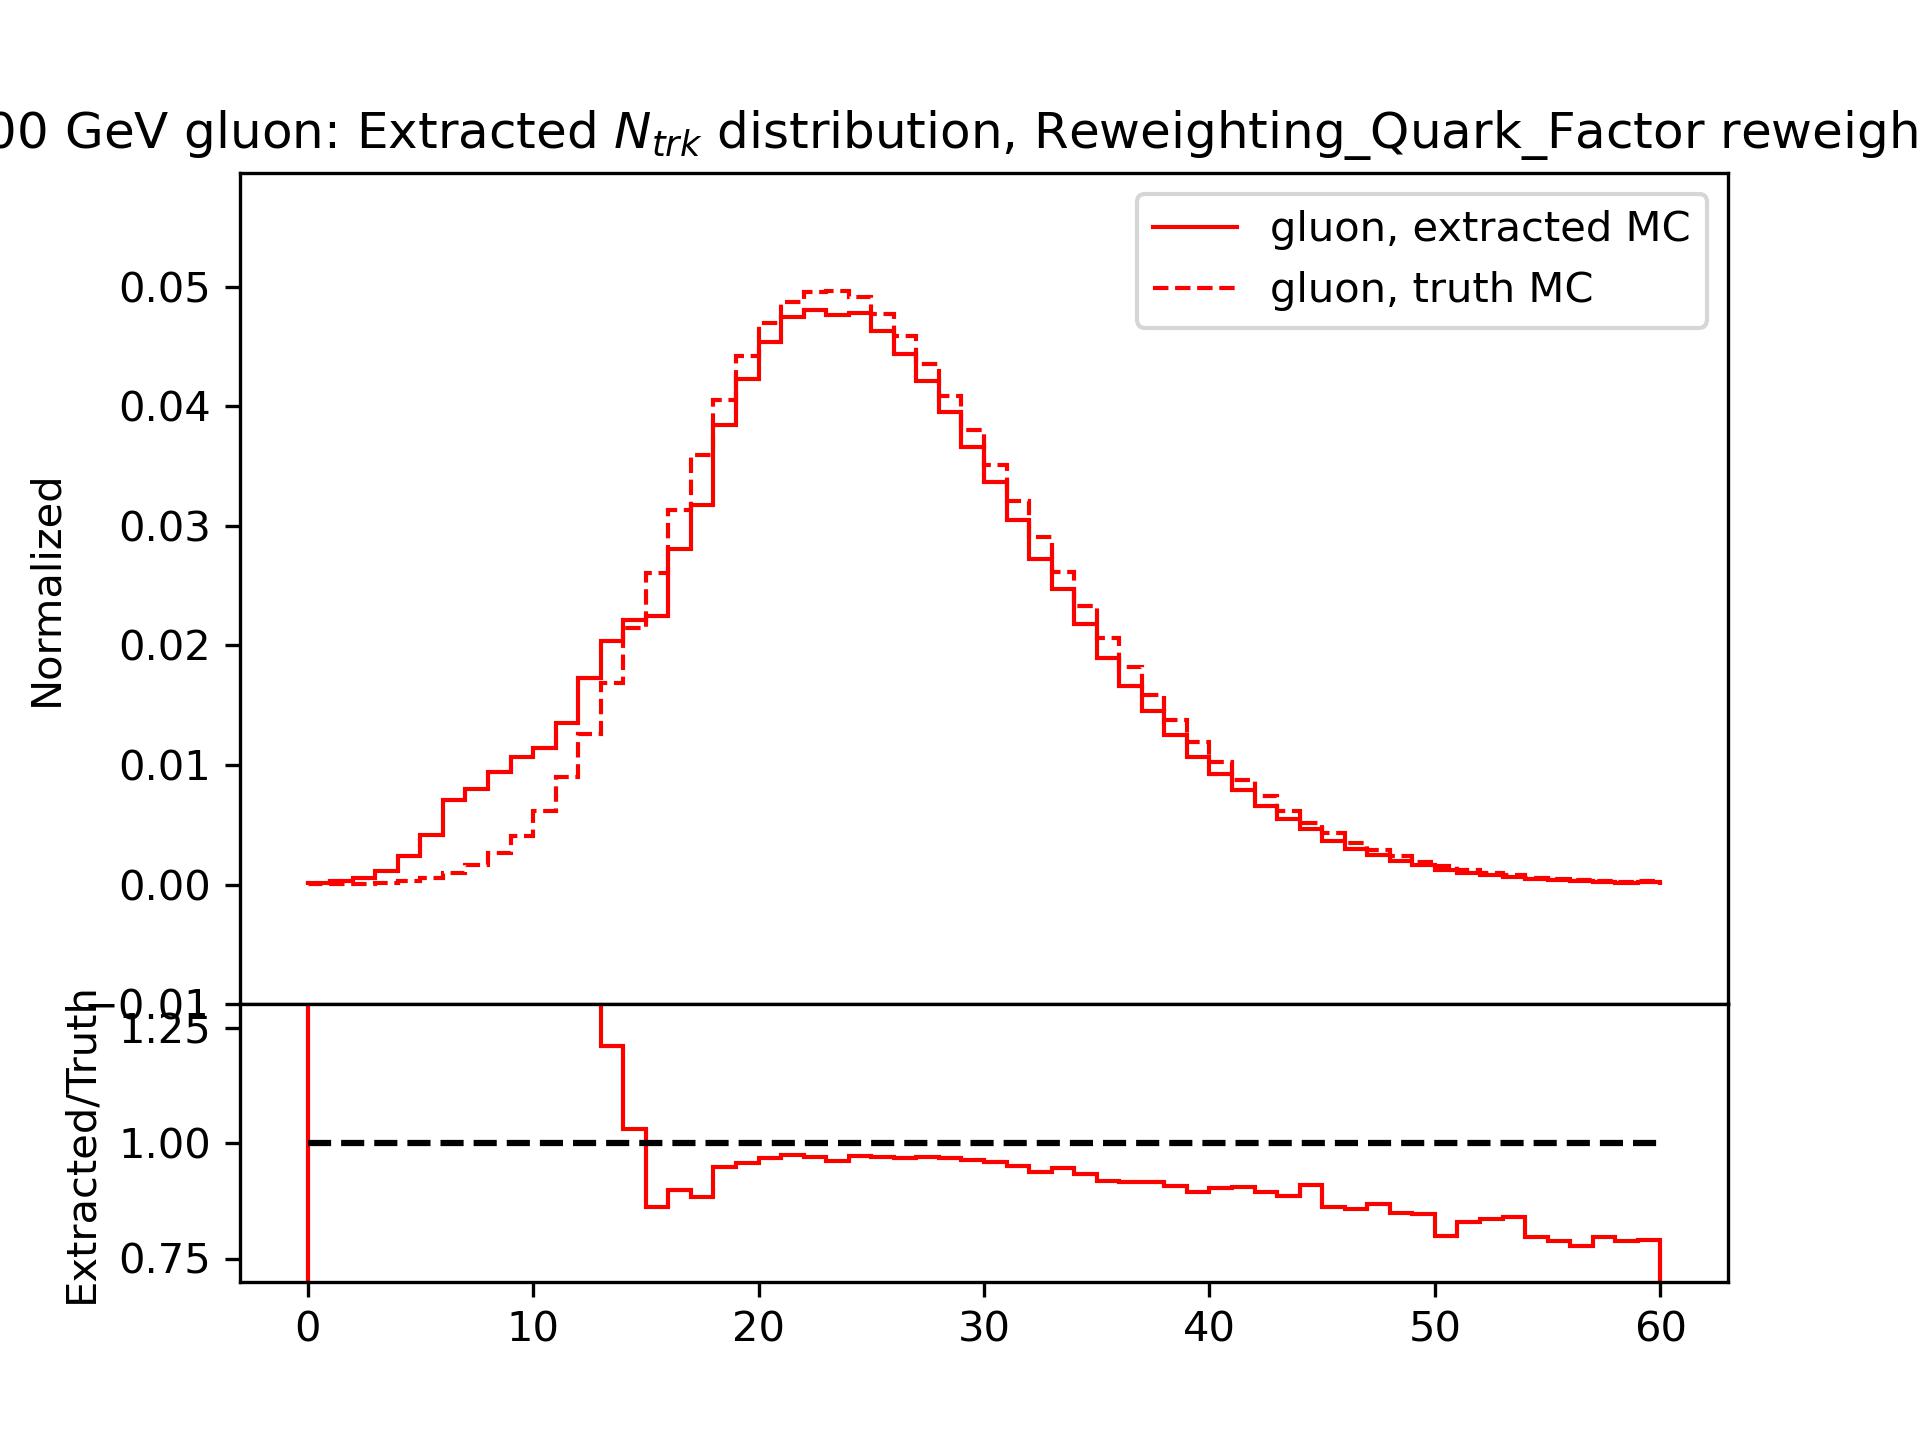 00 GeV gluon: Extracted N_trk distribution, Reweighting_Quark_Factor reweigh
gluon, extracted MC
gluon, truth MC
Normalized
0.05
0.04
0.03
0.02
0.01
0.00
−0.01
Extracted/Truth
1.25
1.00
0.75
0 10 20 30 40 50 60